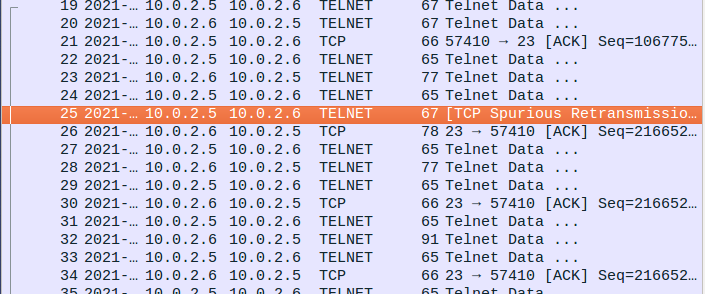 19 2021-… 10.0.2.5 10.0.2.6 TELNET 67 Telnet Data ...
20 2021-… 10.0.2.6 10.0.2.5 TELNET 67 Telnet Data ...
21 2021-… 10.0.2.5 10.0.2.6 TCP 66 57410 → 23 [ACK] Seq=106775…
22 2021-… 10.0.2.5 10.0.2.6 TELNET 65 Telnet Data ...
23 2021-… 10.0.2.6 10.0.2.5 TELNET 77 Telnet Data ...
24 2021-… 10.0.2.5 10.0.2.6 TELNET 65 Telnet Data ...
25 2021-… 10.0.2.5 10.0.2.6 TELNET 67 [TCP Spurious Retransmissio…
26 2021-… 10.0.2.6 10.0.2.5 TCP 78 23 → 57410 [ACK] Seq=216652…
27 2021-… 10.0.2.5 10.0.2.6 TELNET 65 Telnet Data ...
28 2021-… 10.0.2.6 10.0.2.5 TELNET 77 Telnet Data ...
29 2021-… 10.0.2.5 10.0.2.6 TELNET 65 Telnet Data ...
30 2021-… 10.0.2.6 10.0.2.5 TCP 66 23 → 57410 [ACK] Seq=216652…
31 2021-… 10.0.2.6 10.0.2.5 TELNET 65 Telnet Data ...
32 2021-… 10.0.2.6 10.0.2.5 TELNET 91 Telnet Data ...
33 2021-… 10.0.2.5 10.0.2.6 TELNET 65 Telnet Data ...
34 2021-… 10.0.2.6 10.0.2.5 TCP 66 23 → 57410 [ACK] Seq=216652…
35 2021-… 10.0.2.5 10.0.2.6 TELNET 65 Telnet Data